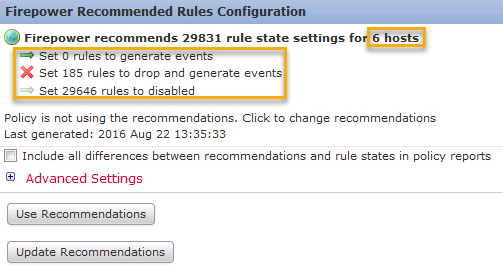 Firepower Recommended Rules Configuration
Firepower recommends 29831 rule state settings for 6 hosts
Set 0 rules to generate events
Set 185 rules to drop and generate events
Set 29646 rules to disabled
Policy is not using the recommendations. Click to change recommendations
Last generated: 2016 Aug 22 13:35:33
Include all differences between recommendations and rule states in policy reports
Advanced Settings
Use Recommendations
Update Recommendations